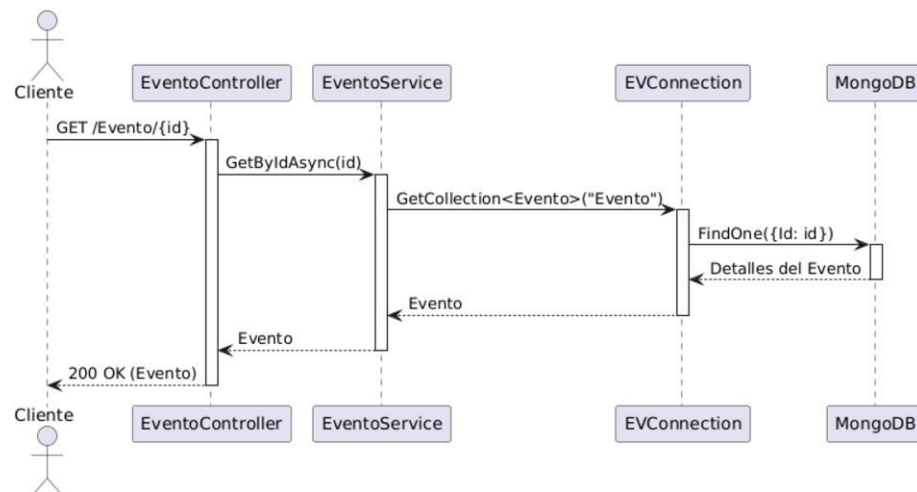 Cliente
EventoController
EventoService
EVConnection
MongoDB
GET /Evento/{id}
GetByIdAsync(id)
GetCollection<Evento>("Evento")
FindOne({Id: id})
Detalles del Evento
Evento
Evento
200 OK (Evento)
Cliente
EventoController
EventoService
EVConnection
MongoDB